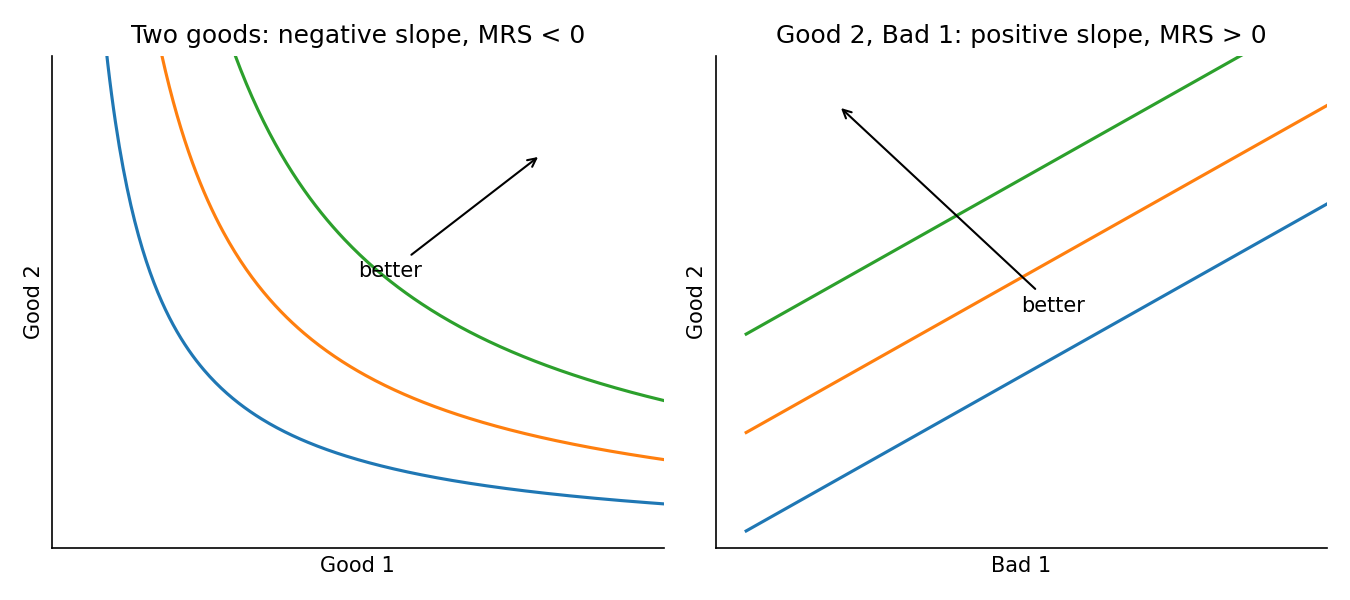 Two goods: negative slope, MRS < 0
Good 2
better
Good 1
Good 2, Bad 1: positive slope, MRS > 0
Good 2
better
Bad 1